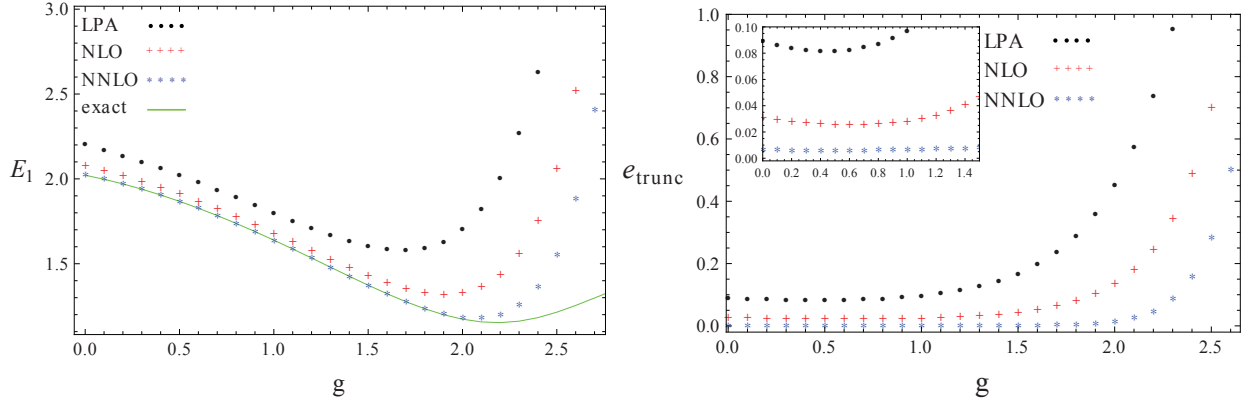 3.0
2.5
2.0
1.5
E₁
LPA
NLO
NNLO
exact
0.0 0.5 1.0 1.5 2.0 2.5
g
1.0
0.8
0.6
0.4
0.2
0.0
e_trunc
0.10
0.08
0.06
0.04
0.02
0.00
0.0 0.2 0.4 0.6 0.8 1.0 1.2 1.4
LPA
NLO
NNLO
0.0 0.5 1.0 1.5 2.0 2.5
g